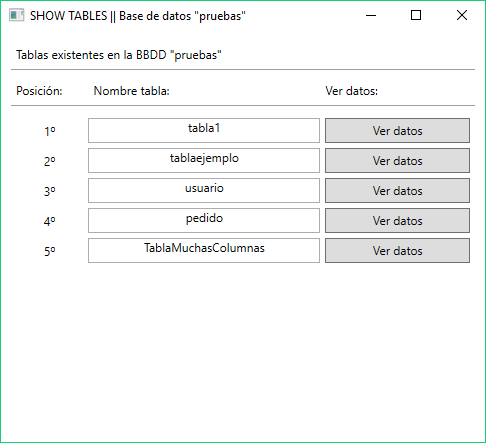 SHOW TABLES || Base de datos "pruebas"
Tablas existentes en la BBDD "pruebas"
Posición: Nombre tabla: Ver datos:
1º tabla1 Ver datos
2º tablaejemplo Ver datos
3º usuario Ver datos
4º pedido Ver datos
5º TablaMuchasColumnas Ver datos